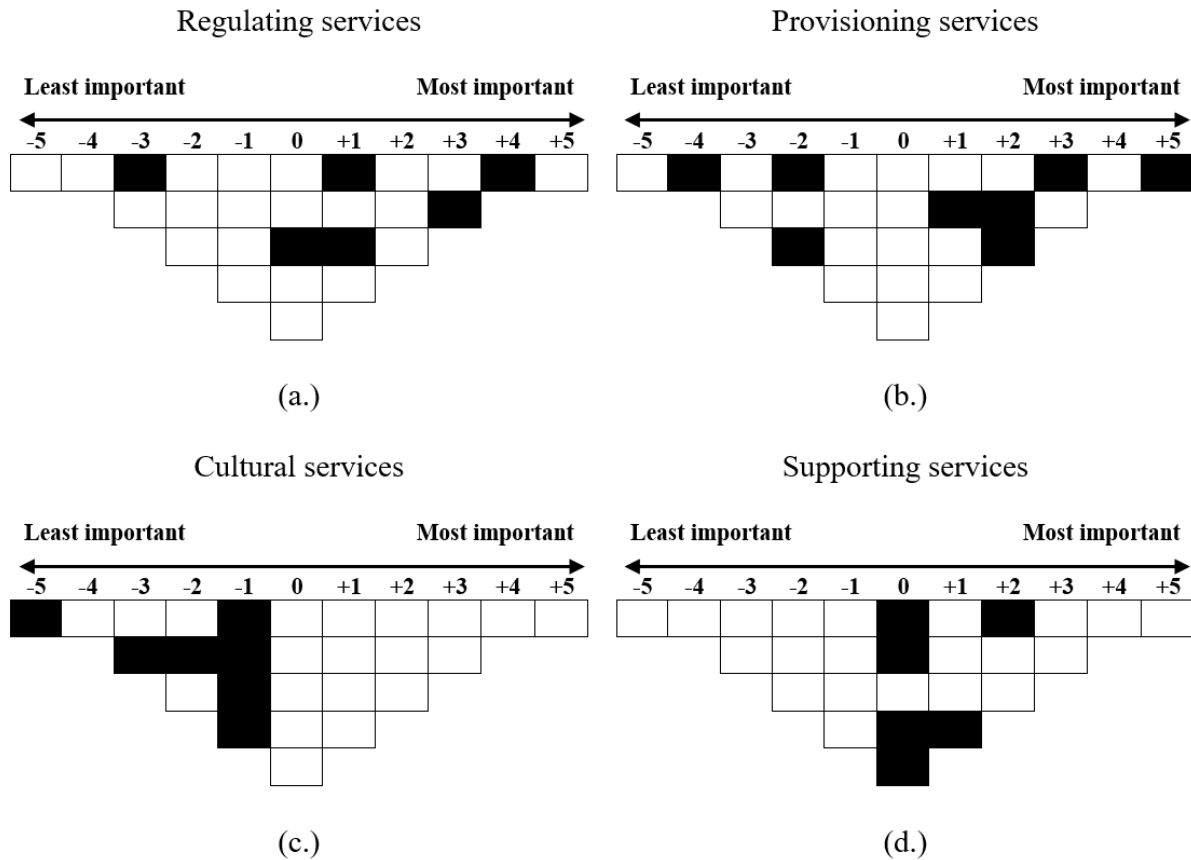 Regulating services
Least important Most important
-5 -4 -3 -2 -1 0 +1 +2 +3 +4 +5
(a.)
Provisioning services
Least important Most important
-5 -4 -3 -2 -1 0 +1 +2 +3 +4 +5
(b.)
Cultural services
Least important Most important
-5 -4 -3 -2 -1 0 +1 +2 +3 +4 +5
(c.)
Supporting services
Least important Most important
-5 -4 -3 -2 -1 0 +1 +2 +3 +4 +5
(d.)